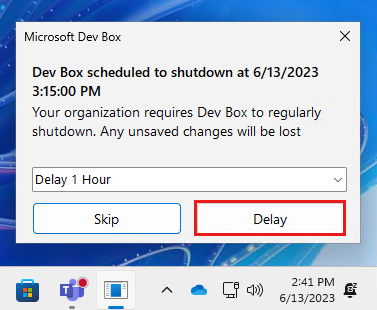 Microsoft Dev Box
Dev Box scheduled to shutdown at 6/13/2023
3:15:00 PM
Your organization requires Dev Box to regularly
shutdown. Any unsaved changes will be lost
Delay 1 Hour
Skip
Delay
2:41 PM
6/13/2023